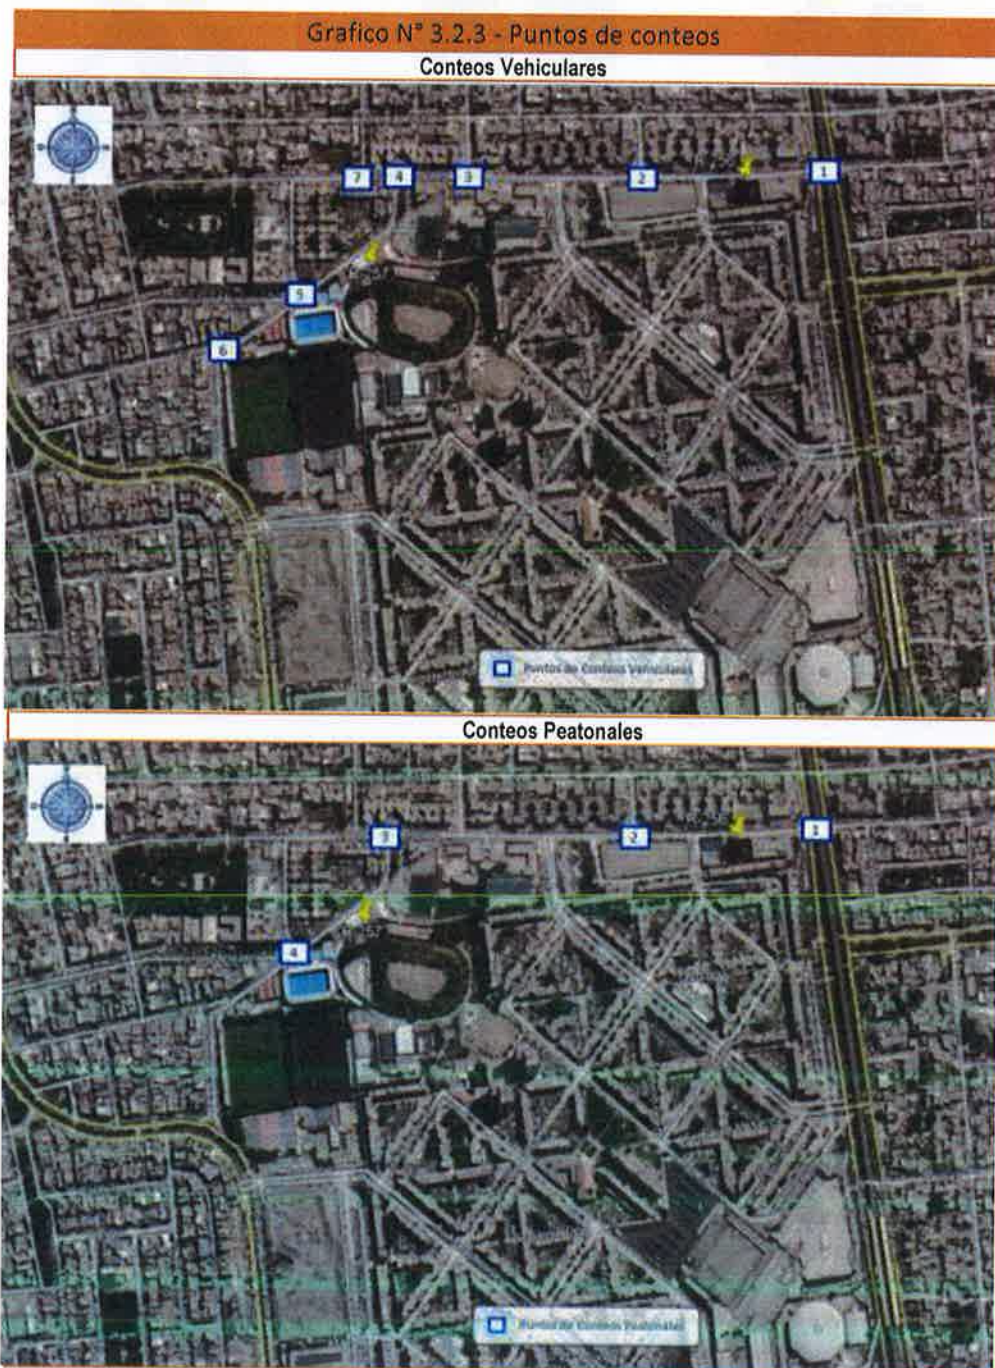 Grafico N° 3.2.3 - Puntos de conteos
Conteos Vehiculares
7 4 3 2 1
5
6
Puntos de Conteos Vehiculares
Conteos Peatonales
3 2 1
4
Puntos de Conteos Peatonales